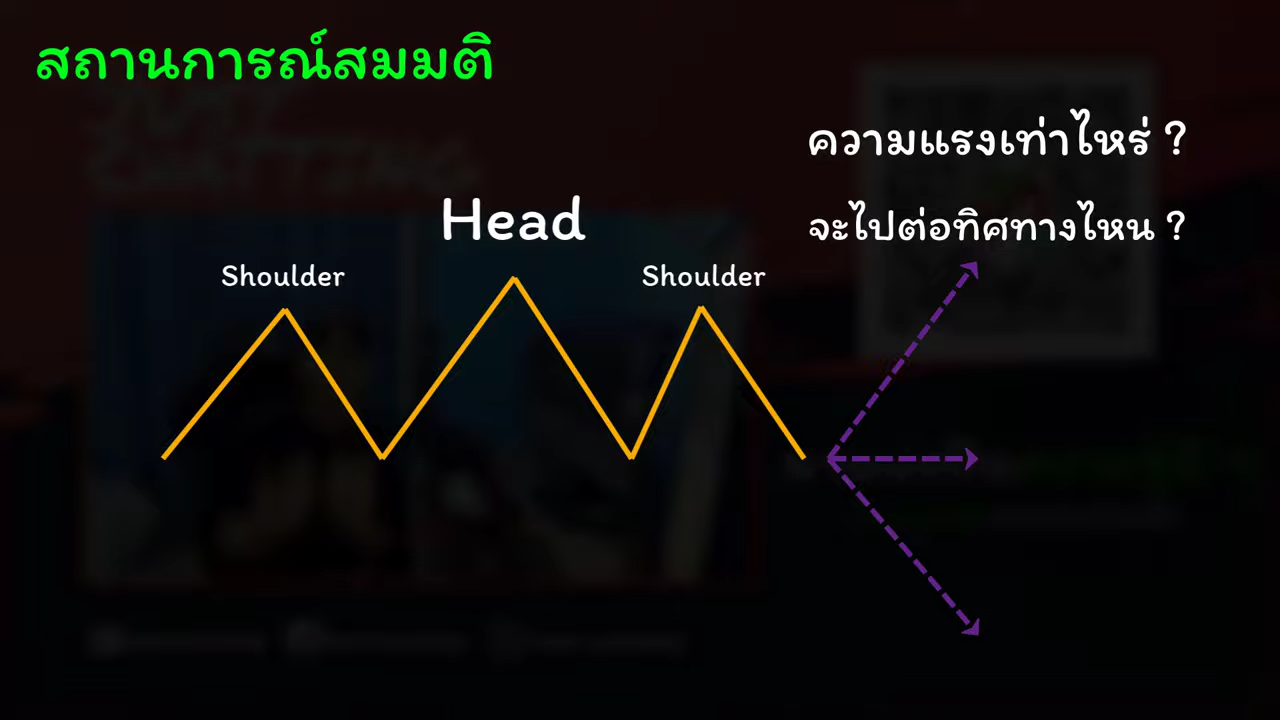 สถานการณ์สมมติ
ความแรงเท่าไหร่ ?
จะไปต่อทิศทางไหน ?
Head
Shoulder
Shoulder